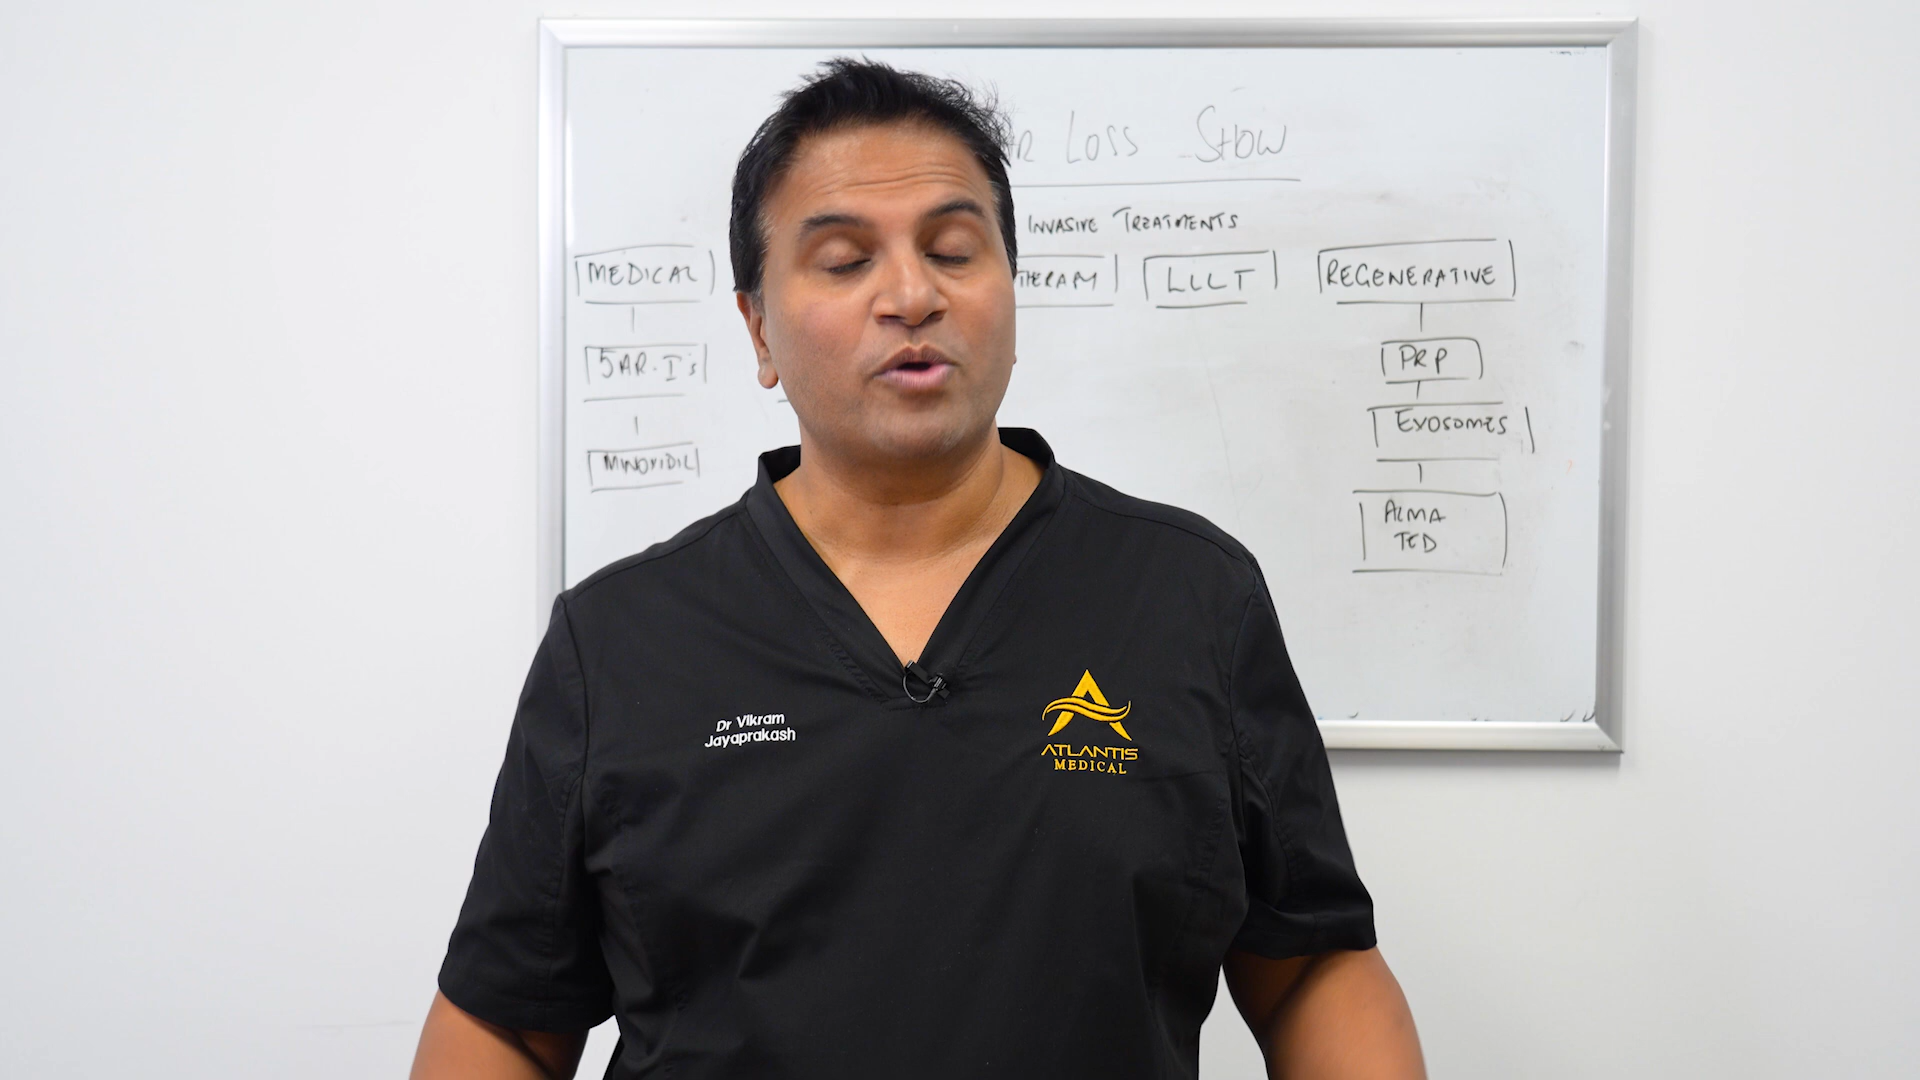 LOSS SHOW
INVASIVE TREATMENTS
MEDICAL
LLLT
REGENERATIVE
5AR-I's
PRP
EXOSOMES
MINOXIDIL
ALMA
TED
Dr Vikram
Jayaprakash
ATLANTIS
MEDICAL